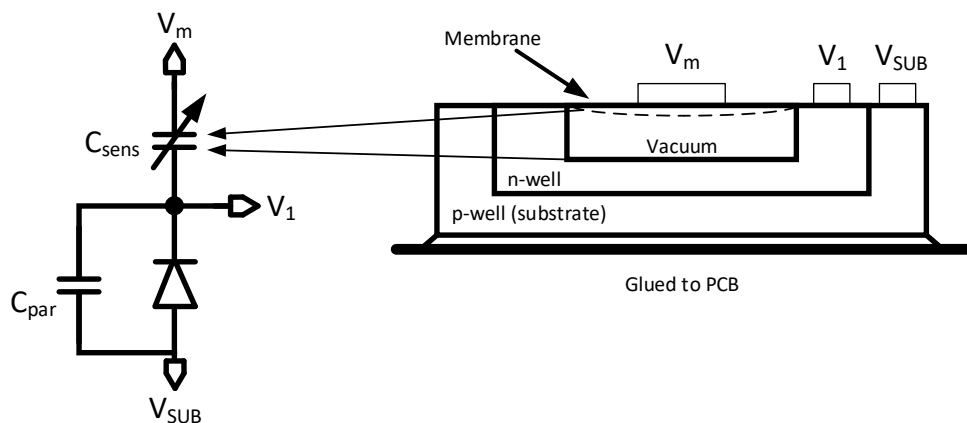 Vm
Csens
V1
Cpar
VSUB
Membrane
Vm
V1
VSUB
Vacuum
n-well
p-well (substrate)
Glued to PCB